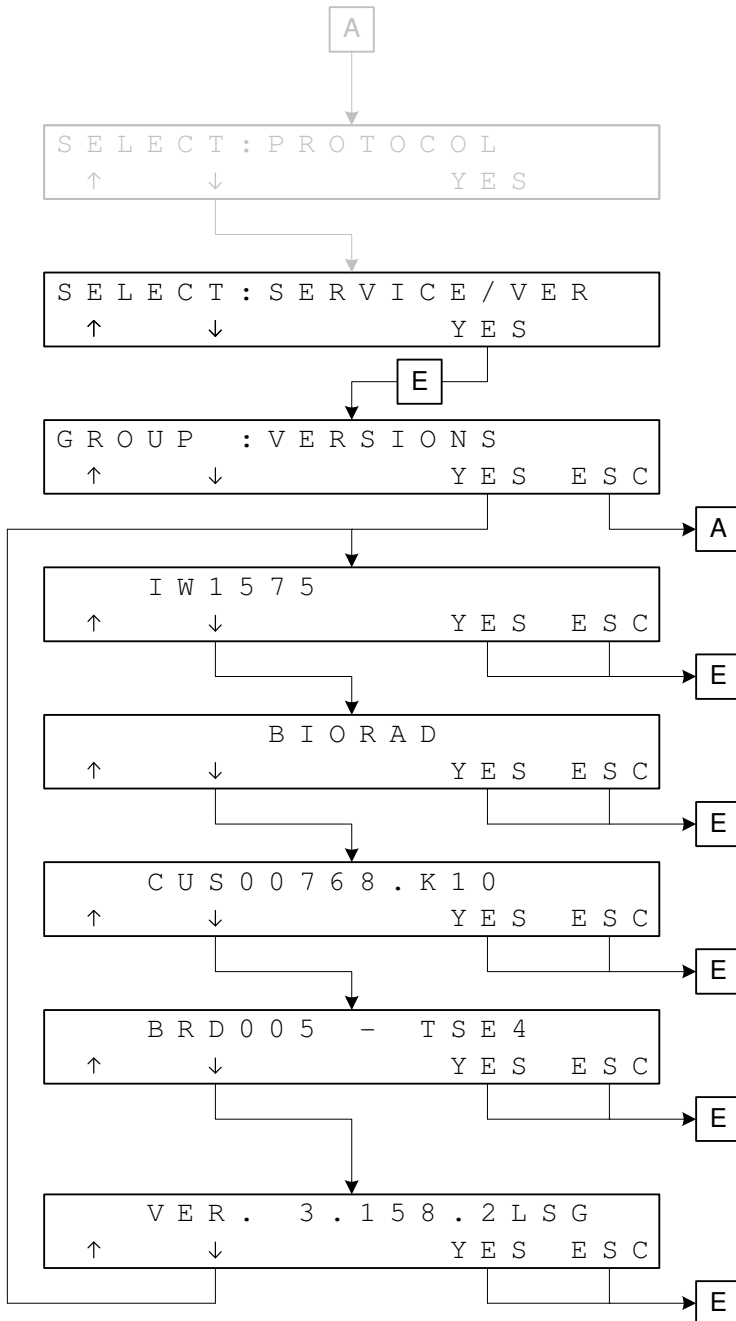 A
SELECT:PROTOCOL
↑ ↓ YES
SELECT:SERVICE/VER
↑ ↓ YES
E
GROUP :VERSIONS
↑ ↓ YES ESC
A
IW1575
↑ ↓ YES ESC
E
BIORAD
↑ ↓ YES ESC
E
CUS00768.K10
↑ ↓ YES ESC
E
BRD005 - TSE4
↑ ↓ YES ESC
E
VER. 3.158.2LSG
↑ ↓ YES ESC
E